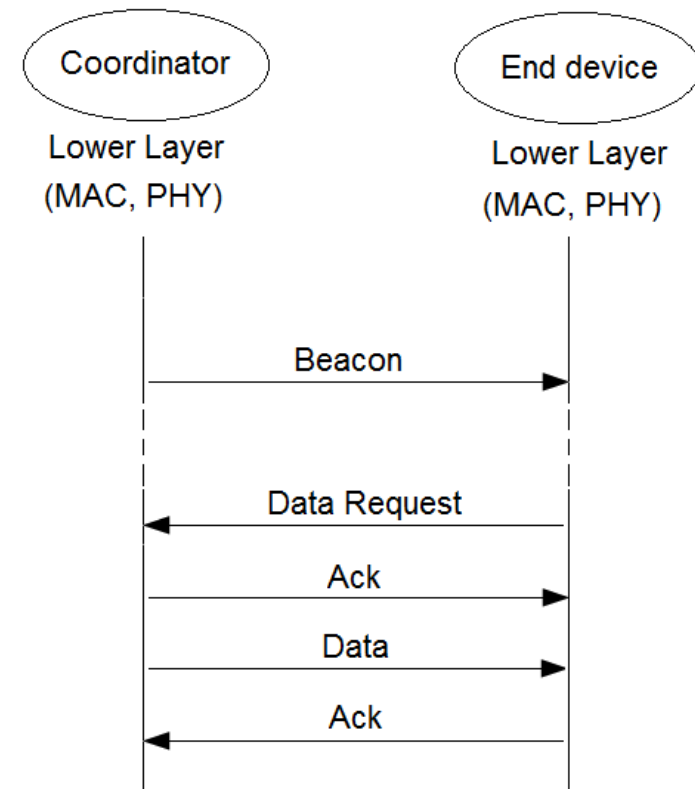 Coordinator
End device
Lower Layer
(MAC, PHY)
Lower Layer
(MAC, PHY)
Beacon
Data Request
Ack
Data
Ack